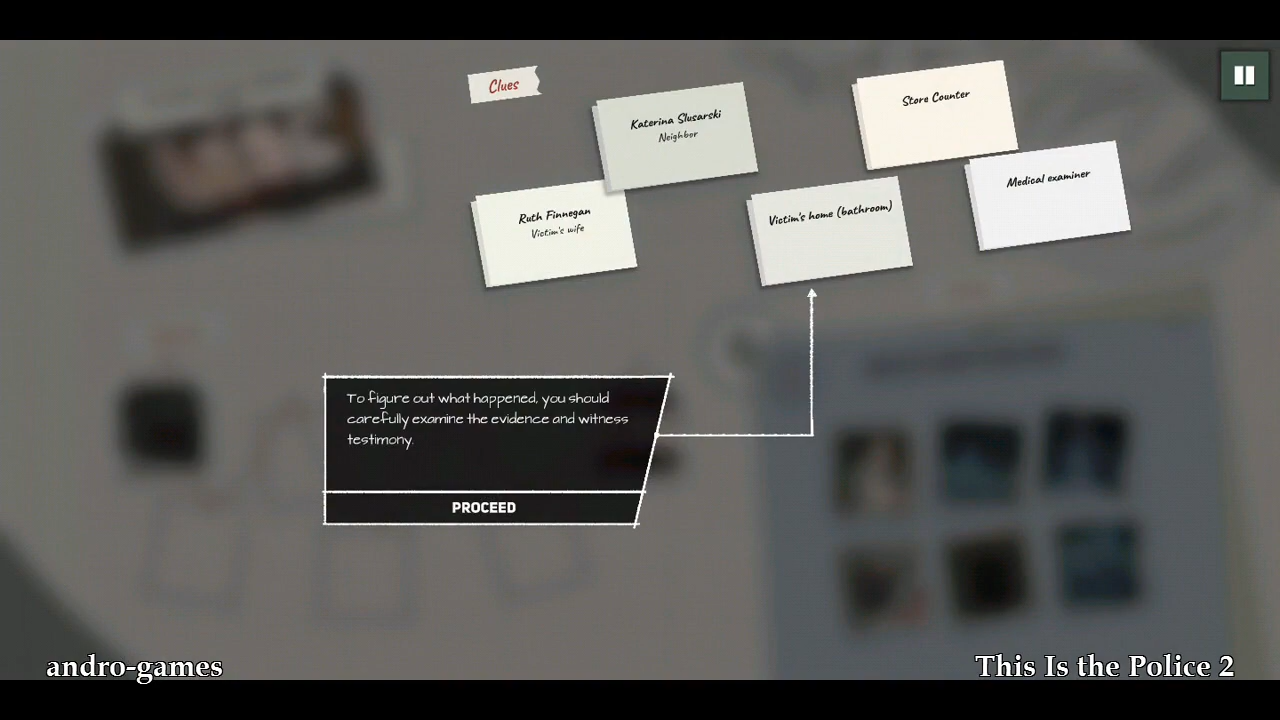 Clues
Katerina Slusarski
Neighbor
Store Counter
Ruth Finnegan
Victim's wife
Victim's home (bathroom)
Medical examiner
To figure out what happened, you should
carefully examine the evidence and witness
testimony.
PROCEED
andro-games
This Is the Police 2